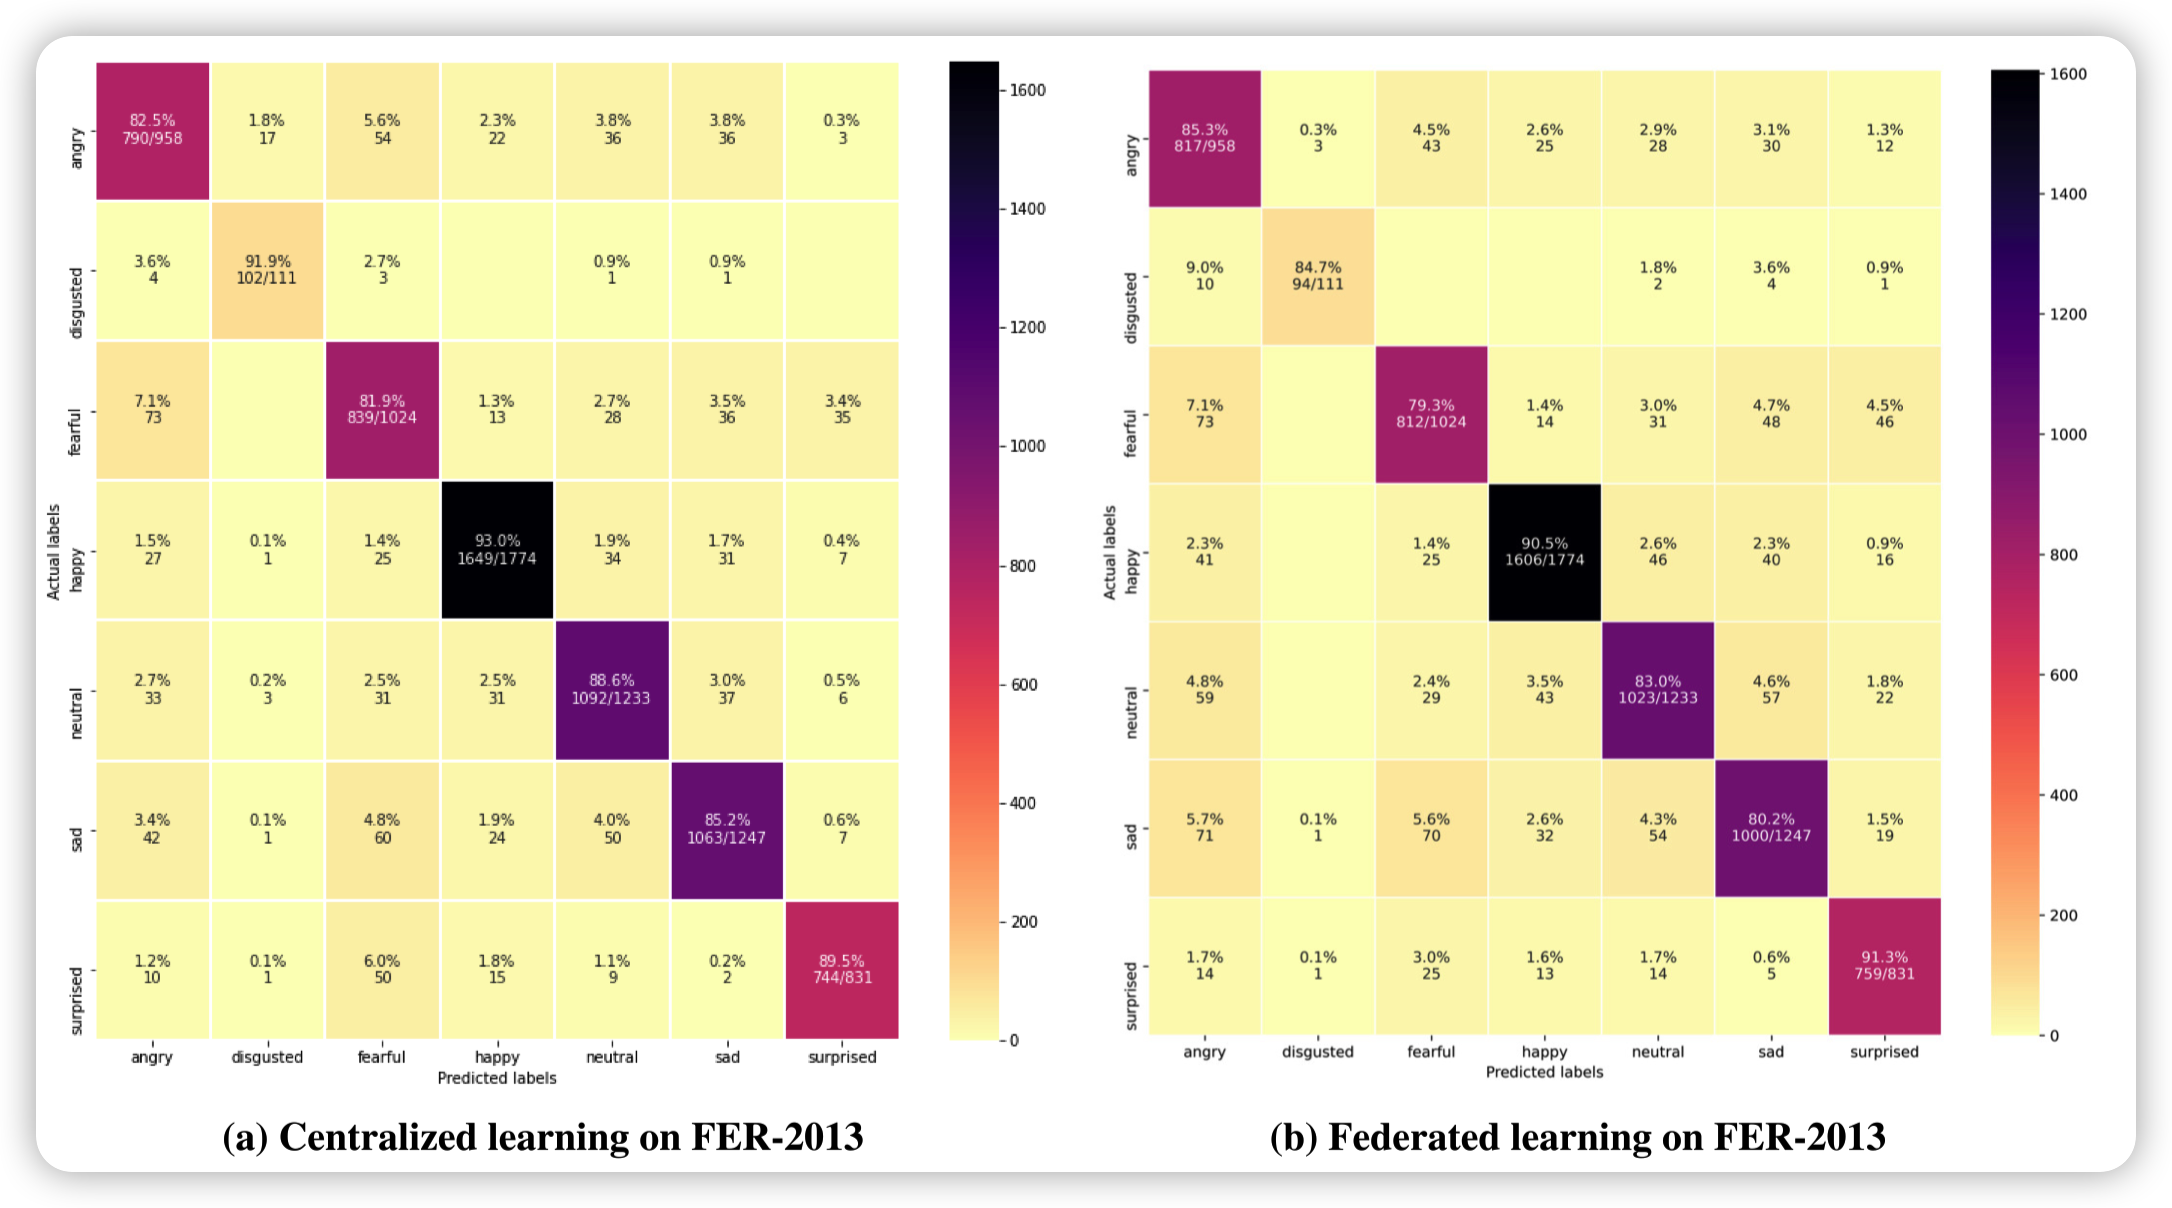 82.5% 1.8% 5.6% 2.3% 3.8% 3.8% 0.3%
790/958 17 54 22 36 36 3
angry
3.6% 91.9% 2.7% 0.9% 0.9%
4 102/111 3 1 1
disgusted
7.1% 81.9% 1.3% 2.7% 3.5% 3.4%
73 839/1024 13 28 36 35
fearful
Actual labels
1.5% 0.1% 1.4% 93.0% 1.9% 1.7% 0.4%
27 1 25 1649/1774 34 31 7
happy
2.7% 0.2% 2.5% 2.5% 88.6% 3.0% 0.5%
33 3 31 31 1092/1233 37 6
neutral
3.4% 0.1% 4.8% 1.9% 4.0% 85.2% 0.6%
42 1 60 24 50 1063/1247 7
sad
1.2% 0.1% 6.0% 1.8% 1.1% 0.2% 89.5%
10 1 50 15 9 2 744/831
surprised
angry disgusted fearful happy neutral sad surprised
Predicted labels
1600
1400
1200
1000
800
600
400
200
0
(a) Centralized learning on FER-2013
85.3% 0.3% 4.5% 2.6% 2.9% 3.1% 1.3%
817/958 3 43 25 28 30 12
angry
9.0% 84.7% 1.8% 3.6% 0.9%
10 94/111 2 4 1
disgusted
7.1% 79.3% 1.4% 3.0% 4.7% 4.5%
73 812/1024 14 31 48 46
fearful
Actual labels
2.3% 1.4% 90.5% 2.6% 2.3% 0.9%
41 25 1606/1774 46 40 16
happy
4.8% 2.4% 3.5% 83.0% 4.6% 1.8%
59 29 43 1023/1233 57 22
neutral
5.7% 0.1% 5.6% 2.6% 4.3% 80.2% 1.5%
71 1 70 32 54 1000/1247 19
sad
1.7% 0.1% 3.0% 1.6% 1.7% 0.6% 91.3%
14 1 25 13 14 5 759/831
surprised
angry disgusted fearful happy neutral sad surprised
Predicted labels
1600
1400
1200
1000
800
600
400
200
0
(b) Federated learning on FER-2013